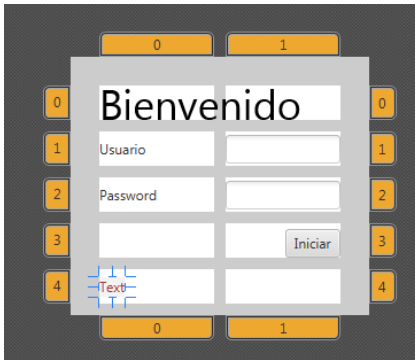 0 1
0 Bienvenido 0
1 Usuario 1
2 Password 2
3 Iniciar 3
4 Text 4
0 1